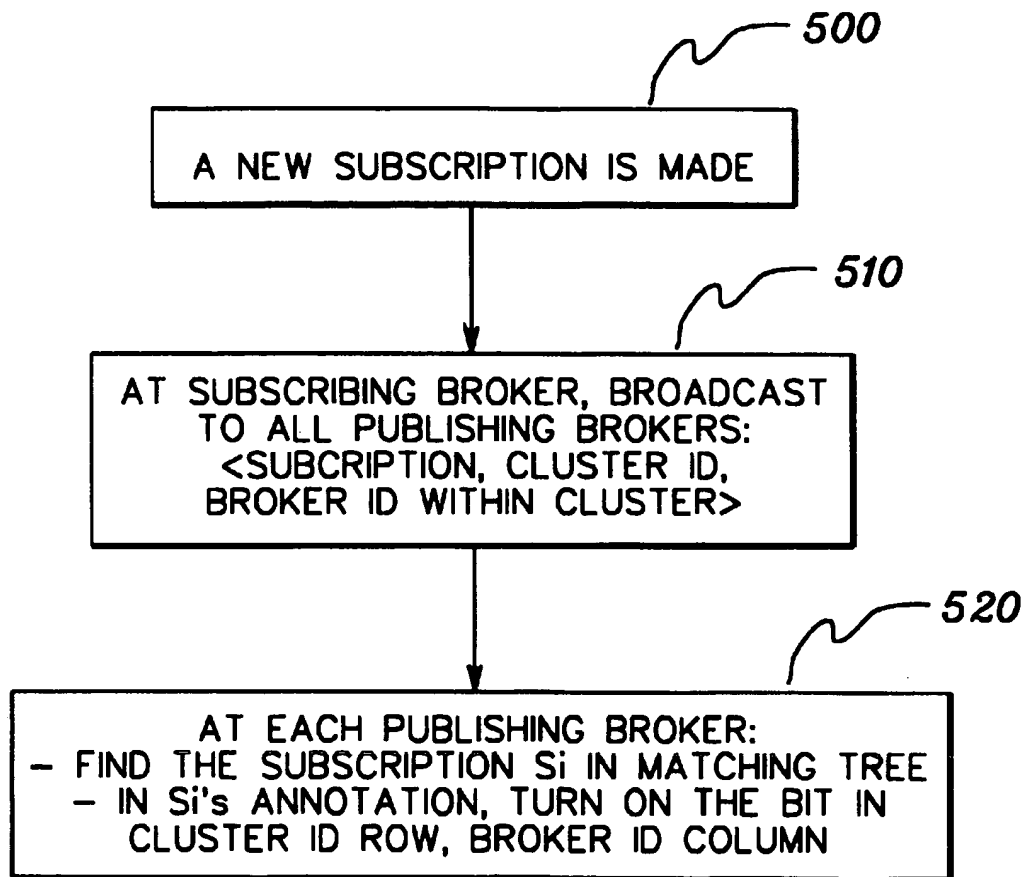 500
A NEW SUBSCRIPTION IS MADE
510
AT SUBSCRIBING BROKER, BROADCAST
TO ALL PUBLISHING BROKERS:
<SUBCRIPTION, CLUSTER ID,
BROKER ID WITHIN CLUSTER>
520
AT EACH PUBLISHING BROKER:
– FIND THE SUBSCRIPTION Si IN MATCHING TREE
– IN Si's ANNOTATION, TURN ON THE BIT IN
CLUSTER ID ROW, BROKER ID COLUMN